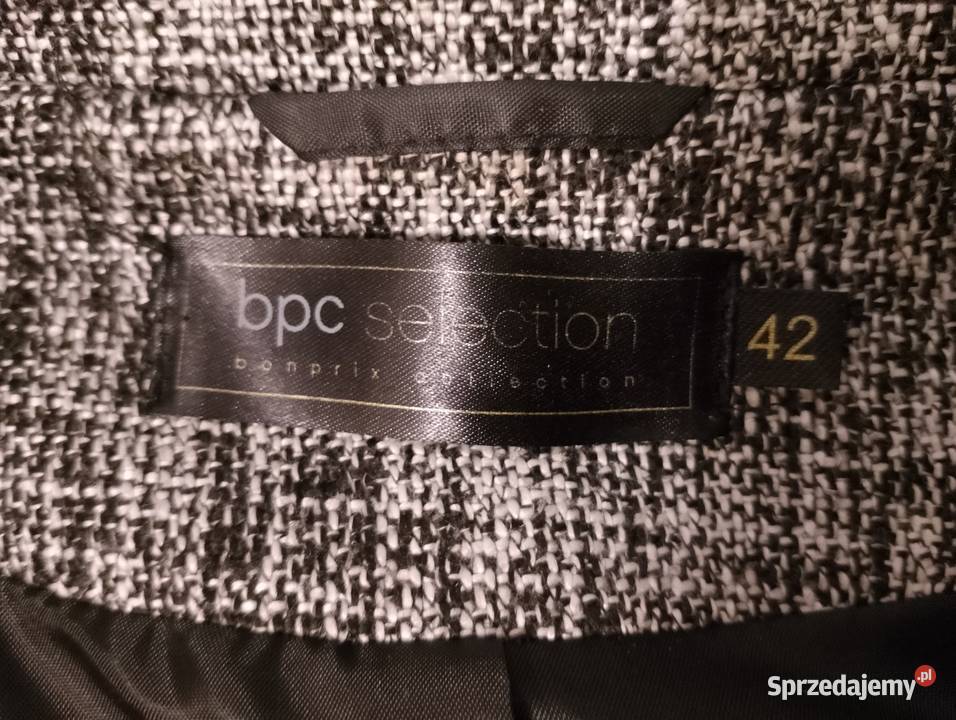 bpc selection
bonprix collection
42
Sprzedajemy.pl